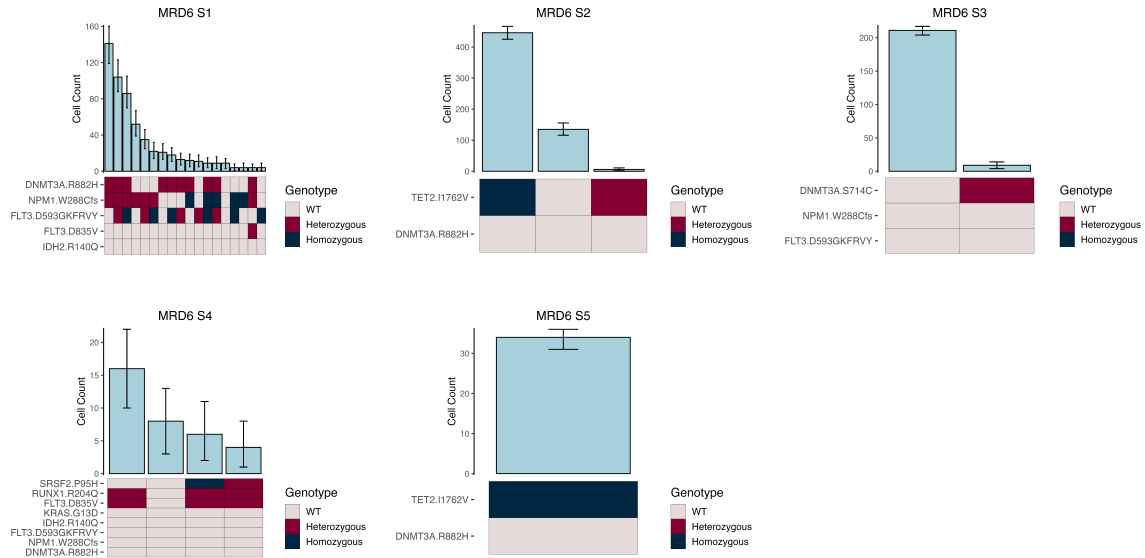 MRD6 S1
160
120
80
40
0
Cell Count
DNMT3A.R882H
NPM1.W288Cfs
FLT3.D593GKFRVY
FLT3.D835V
IDH2.R140Q
Genotype
WT
Heterozygous
Homozygous
MRD6 S2
400
300
200
100
0
Cell Count
TET2.I1762V
DNMT3A.R882H
Genotype
WT
Heterozygous
Homozygous
MRD6 S3
200
150
100
50
0
Cell Count
DNMT3A.S714C
NPM1.W288Cfs
FLT3.D593GKFRVY
Genotype
WT
Heterozygous
Homozygous
MRD6 S4
20
15
10
5
0
Cell Count
SRSF2.P95H
RUNX1.R204Q
FLT3.D835V
KRAS.G13D
IDH2.R140Q
FLT3.D593GKFRVY
NPM1.W288Cfs
DNMT3A.R882H
Genotype
WT
Heterozygous
Homozygous
MRD6 S5
30
20
10
0
Cell Count
TET2.I1762V
DNMT3A.R882H
Genotype
WT
Heterozygous
Homozygous